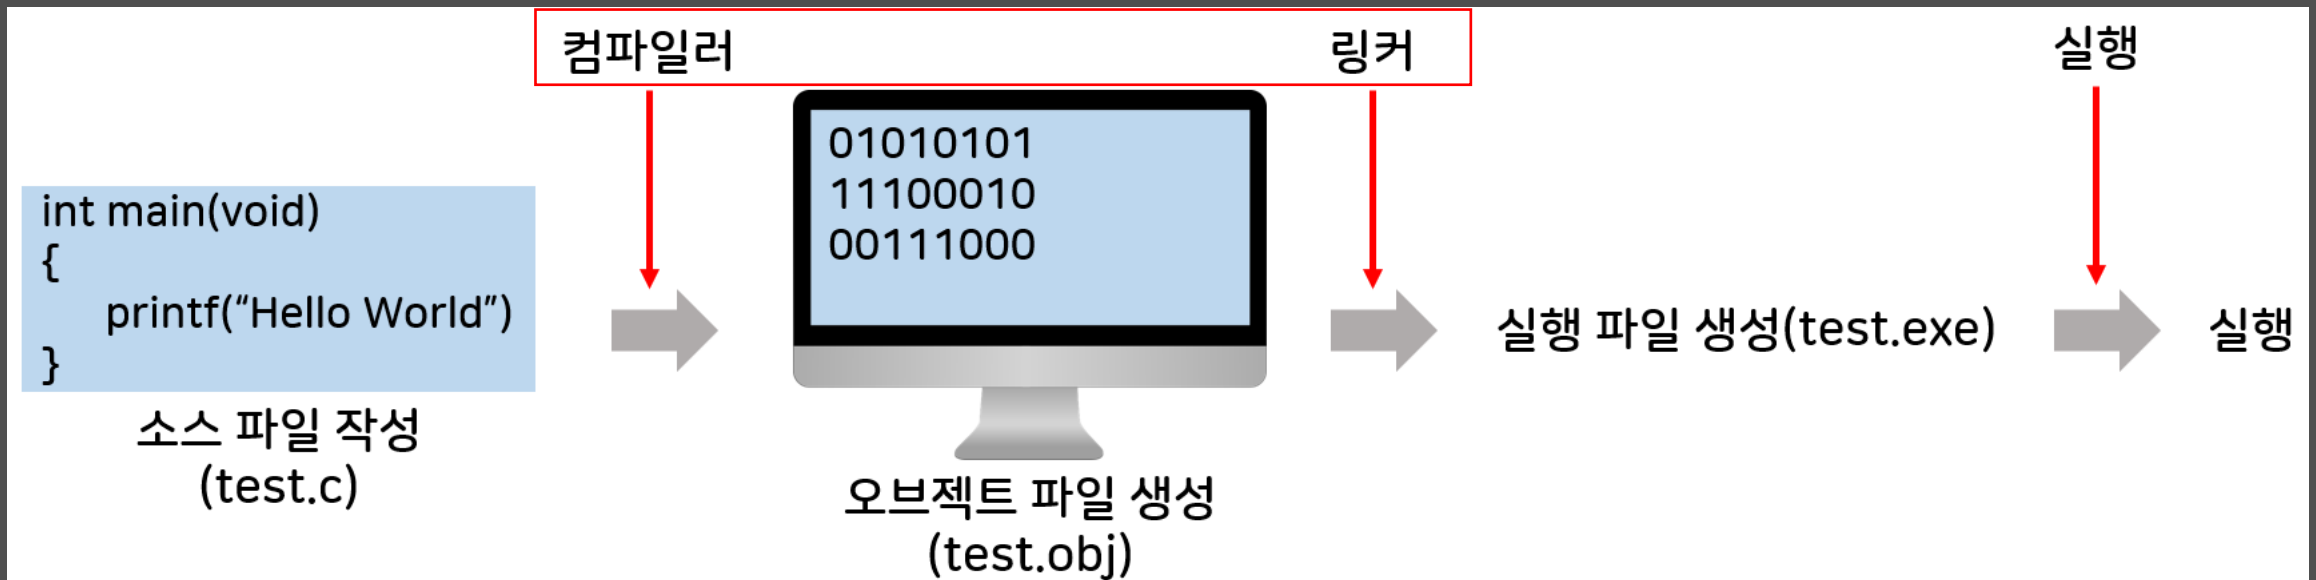 컴파일러
링커
실행
int main(void)
{
printf(“Hello World”)
}
소스 파일 작성
(test.c)
01010101
11100010
00111000
오브젝트 파일 생성
(test.obj)
실행 파일 생성(test.exe)
실행